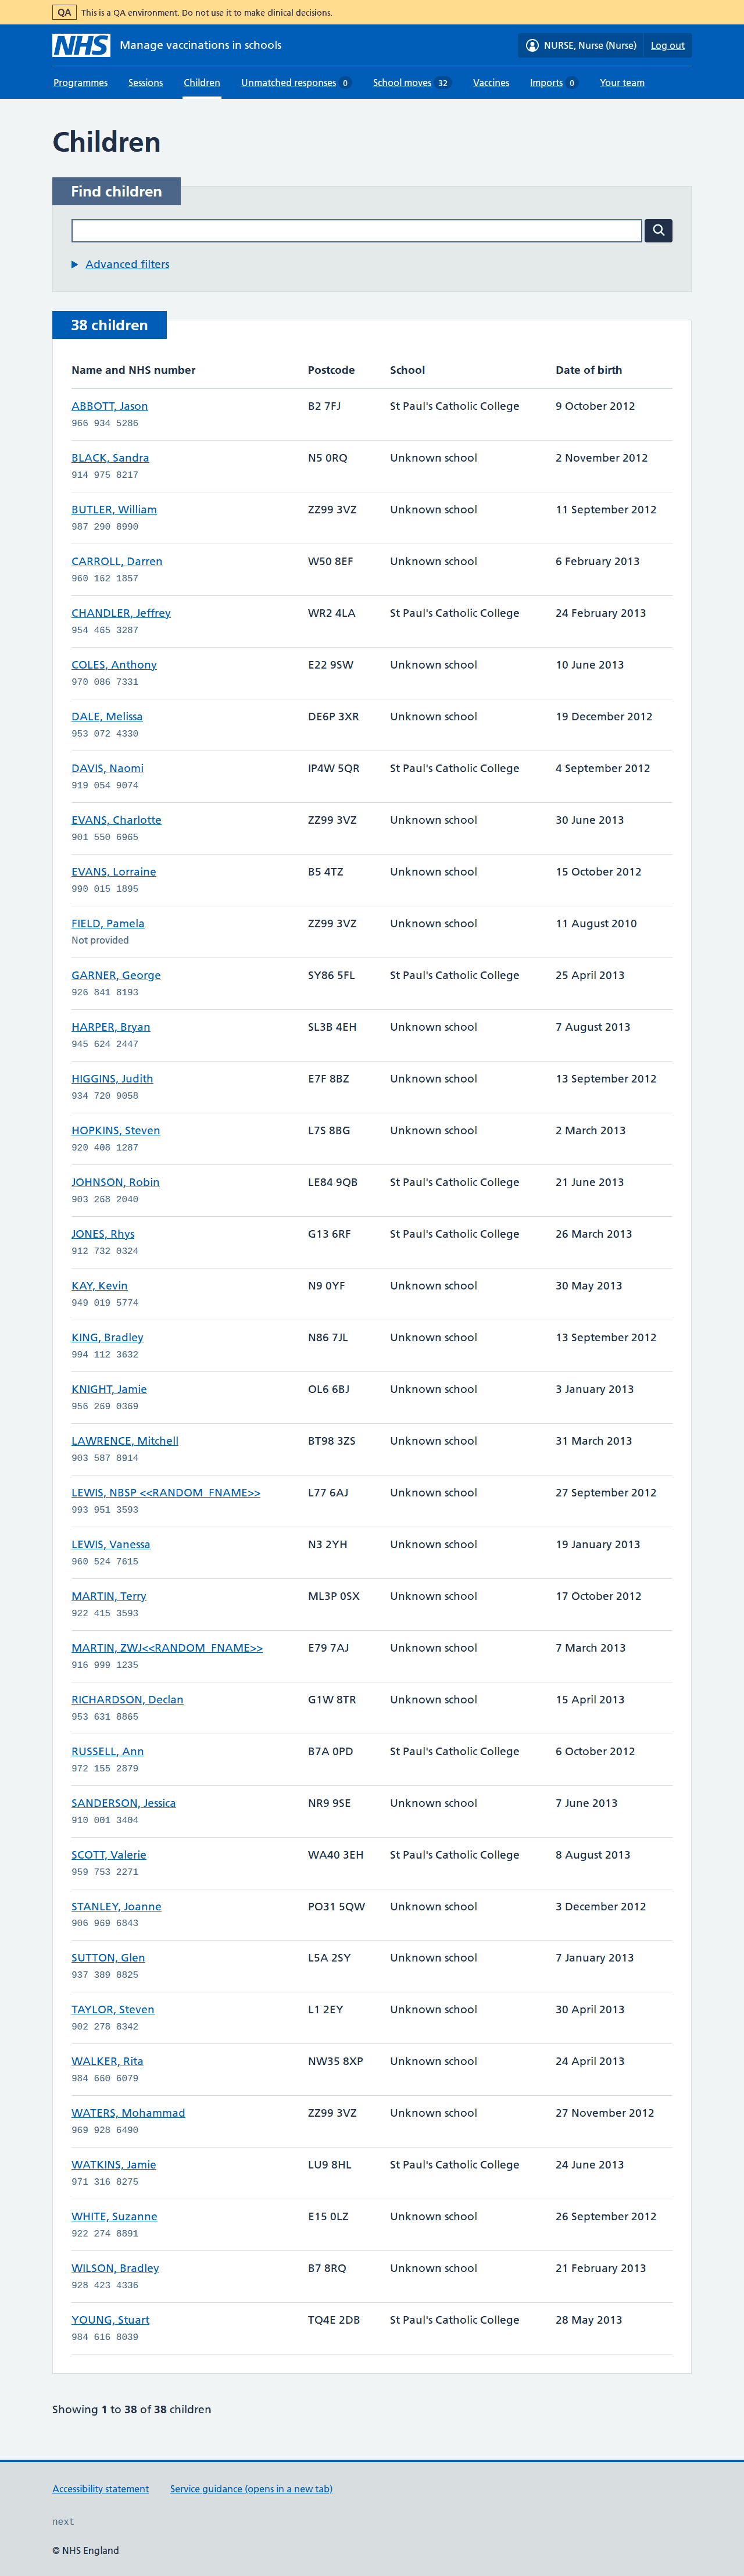 QA This is a QA environment. Do not use it to make clinical decisions.
NHS Manage vaccinations in schools NURSE, Nurse (Nurse) Log out
Programmes Sessions Children Unmatched responses 0 School moves 32 Vaccines Imports 0 Your team
Children
Find children
Advanced filters
38 children
Name and NHS number Postcode School Date of birth
ABBOTT, Jason B2 7FJ St Paul's Catholic College 9 October 2012
966 934 5286
BLACK, Sandra N5 0RQ Unknown school 2 November 2012
914 975 8217
BUTLER, William ZZ99 3VZ Unknown school 11 September 2012
987 290 8990
CARROLL, Darren W50 8EF Unknown school 6 February 2013
960 162 1857
CHANDLER, Jeffrey WR2 4LA St Paul's Catholic College 24 February 2013
954 465 3287
COLES, Anthony E22 9SW Unknown school 10 June 2013
970 086 7331
DALE, Melissa DE6P 3XR Unknown school 19 December 2012
953 072 4330
DAVIS, Naomi IP4W 5QR St Paul's Catholic College 4 September 2012
919 054 9074
EVANS, Charlotte ZZ99 3VZ Unknown school 30 June 2013
901 550 6965
EVANS, Lorraine B5 4TZ Unknown school 15 October 2012
990 015 1895
FIELD, Pamela ZZ99 3VZ Unknown school 11 August 2010
Not provided
GARNER, George SY86 5FL St Paul's Catholic College 25 April 2013
926 841 8193
HARPER, Bryan SL3B 4EH Unknown school 7 August 2013
945 624 2447
HIGGINS, Judith E7F 8BZ Unknown school 13 September 2012
934 720 9058
HOPKINS, Steven L7S 8BG Unknown school 2 March 2013
920 408 1287
JOHNSON, Robin LE84 9QB St Paul's Catholic College 21 June 2013
903 268 2040
JONES, Rhys G13 6RF St Paul's Catholic College 26 March 2013
912 732 0324
KAY, Kevin N9 0YF Unknown school 30 May 2013
949 019 5774
KING, Bradley N86 7JL Unknown school 13 September 2012
994 112 3632
KNIGHT, Jamie OL6 6BJ Unknown school 3 January 2013
956 269 0369
LAWRENCE, Mitchell BT98 3ZS Unknown school 31 March 2013
903 587 8914
LEWIS, NBSP <<RANDOM_FNAME>> L77 6AJ Unknown school 27 September 2012
993 951 3593
LEWIS, Vanessa N3 2YH Unknown school 19 January 2013
960 524 7615
MARTIN, Terry ML3P 0SX Unknown school 17 October 2012
922 415 3593
MARTIN, ZWJ<<RANDOM_FNAME>> E79 7AJ Unknown school 7 March 2013
916 999 1235
RICHARDSON, Declan G1W 8TR Unknown school 15 April 2013
953 631 8865
RUSSELL, Ann B7A 0PD St Paul's Catholic College 6 October 2012
972 155 2879
SANDERSON, Jessica NR9 9SE Unknown school 7 June 2013
910 001 3404
SCOTT, Valerie WA40 3EH St Paul's Catholic College 8 August 2013
959 753 2271
STANLEY, Joanne PO31 5QW Unknown school 3 December 2012
906 969 6843
SUTTON, Glen L5A 2SY Unknown school 7 January 2013
937 389 8825
TAYLOR, Steven L1 2EY Unknown school 30 April 2013
902 278 8342
WALKER, Rita NW35 8XP Unknown school 24 April 2013
984 660 6079
WATERS, Mohammad ZZ99 3VZ Unknown school 27 November 2012
969 928 6490
WATKINS, Jamie LU9 8HL St Paul's Catholic College 24 June 2013
971 316 8275
WHITE, Suzanne E15 0LZ Unknown school 26 September 2012
922 274 8891
WILSON, Bradley B7 8RQ Unknown school 21 February 2013
928 423 4336
YOUNG, Stuart TQ4E 2DB St Paul's Catholic College 28 May 2013
984 616 8039
Showing 1 to 38 of 38 children
Accessibility statement Service guidance (opens in a new tab)
next
© NHS England